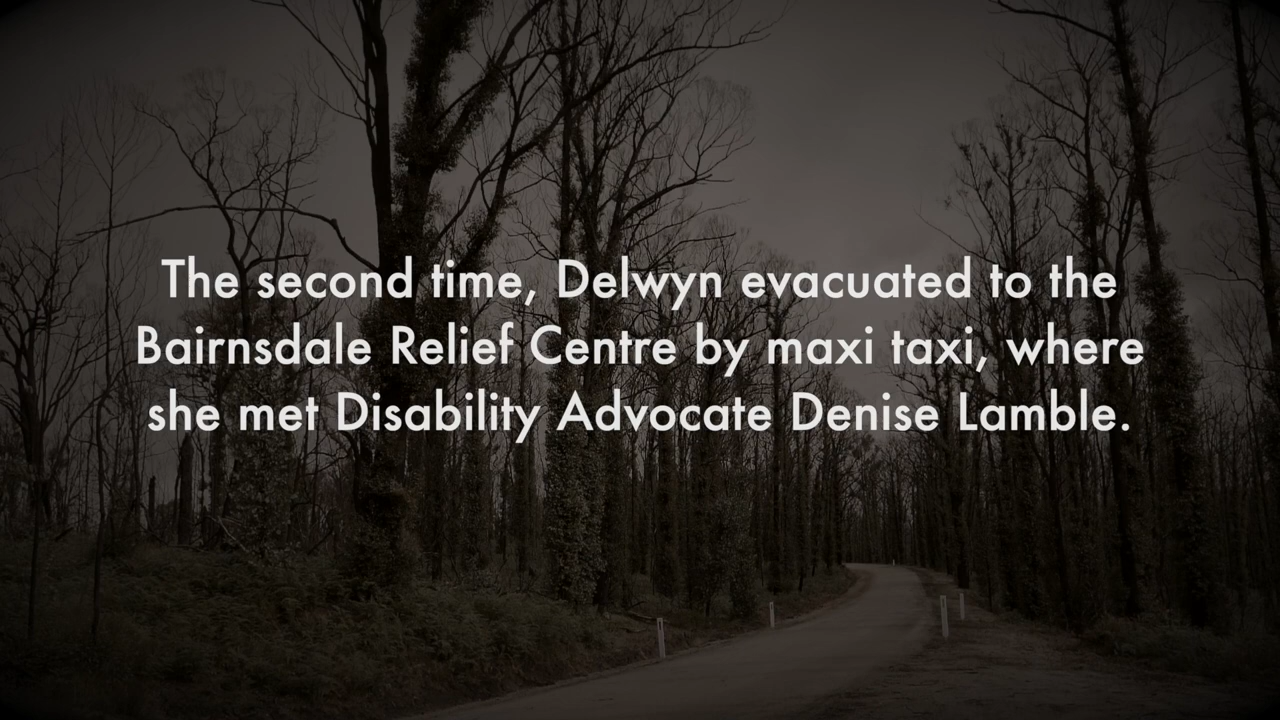 The second time, Delwyn evacuated to the
Bairnsdale Relief Centre by maxi taxi, where
she met Disability Advocate Denise Lamble.